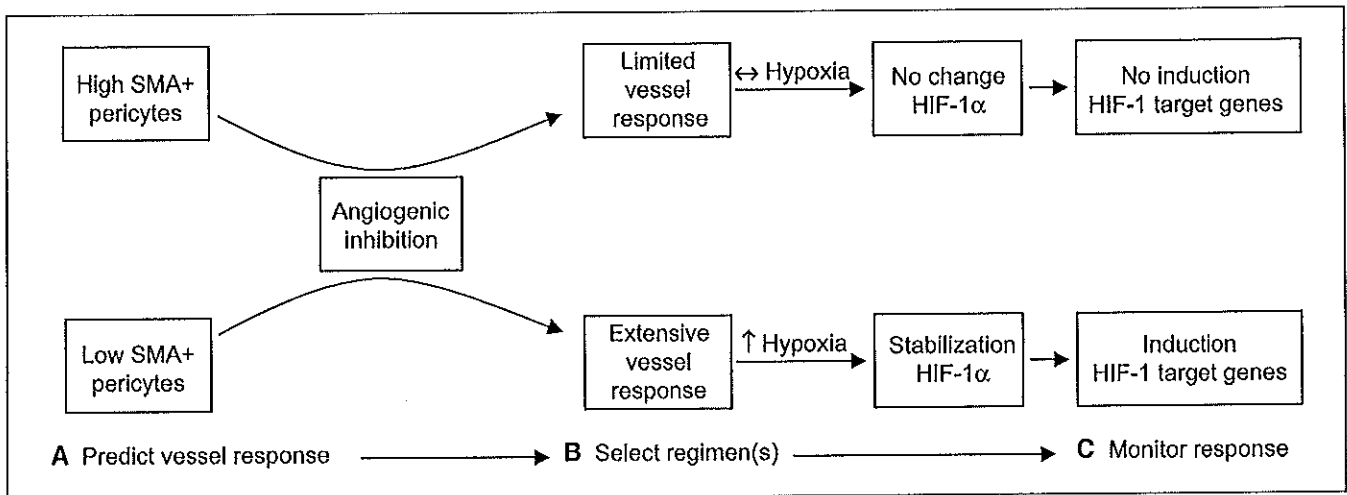 High SMA+
pericytes
Limited
vessel
response
↔ Hypoxia
No change
HIF-1α
No induction
HIF-1 target genes
Angiogenic
inhibition
Low SMA+
pericytes
Extensive
vessel
response
↑ Hypoxia
Stabilization
HIF-1α
Induction
HIF-1 target genes
A Predict vessel response
B Select regimen(s)
C Monitor response